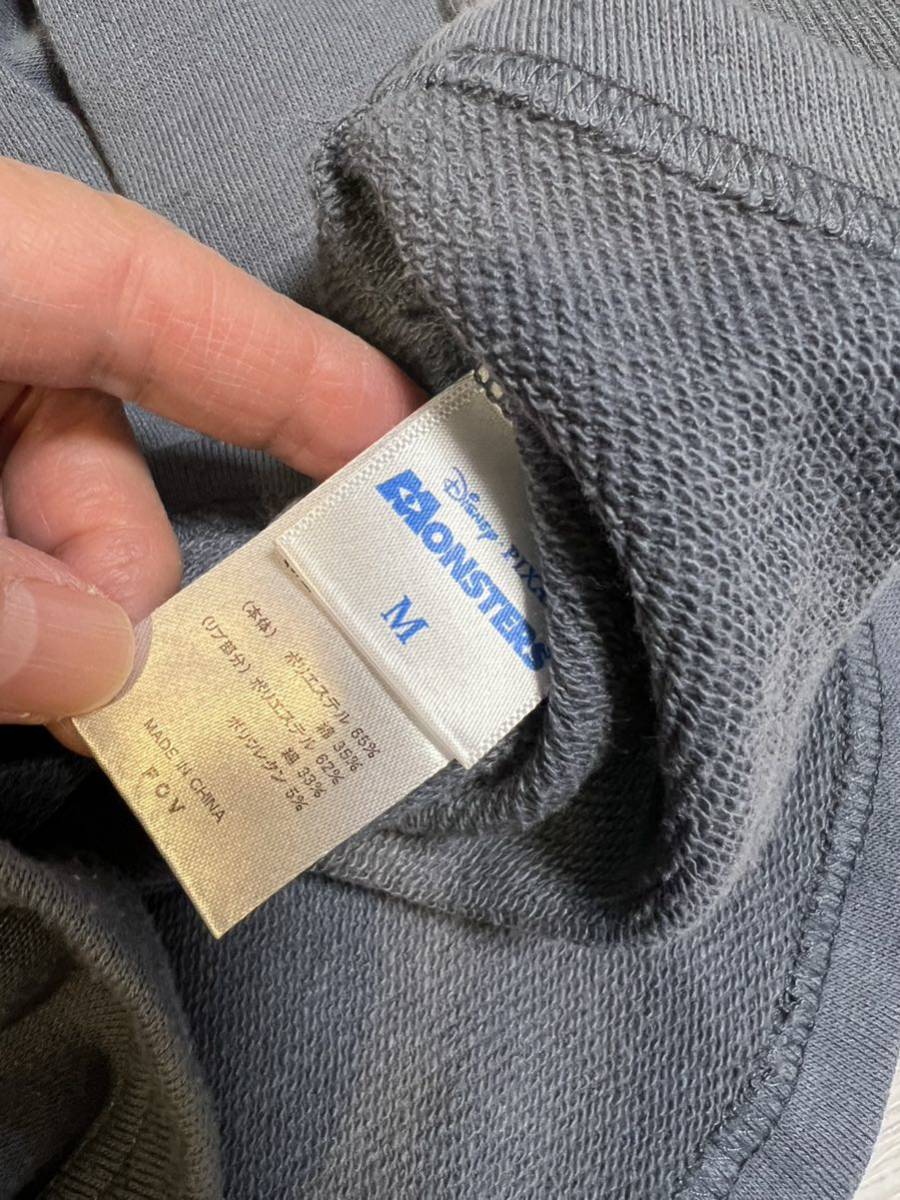 Disney PIXAR
MONSTERS
M
(本体) ポリエステル 65%
綿 35%
(リブ部分) ポリエステル 62%
綿 33%
ポリウレタン 5%
MADE IN CHINA
F O V